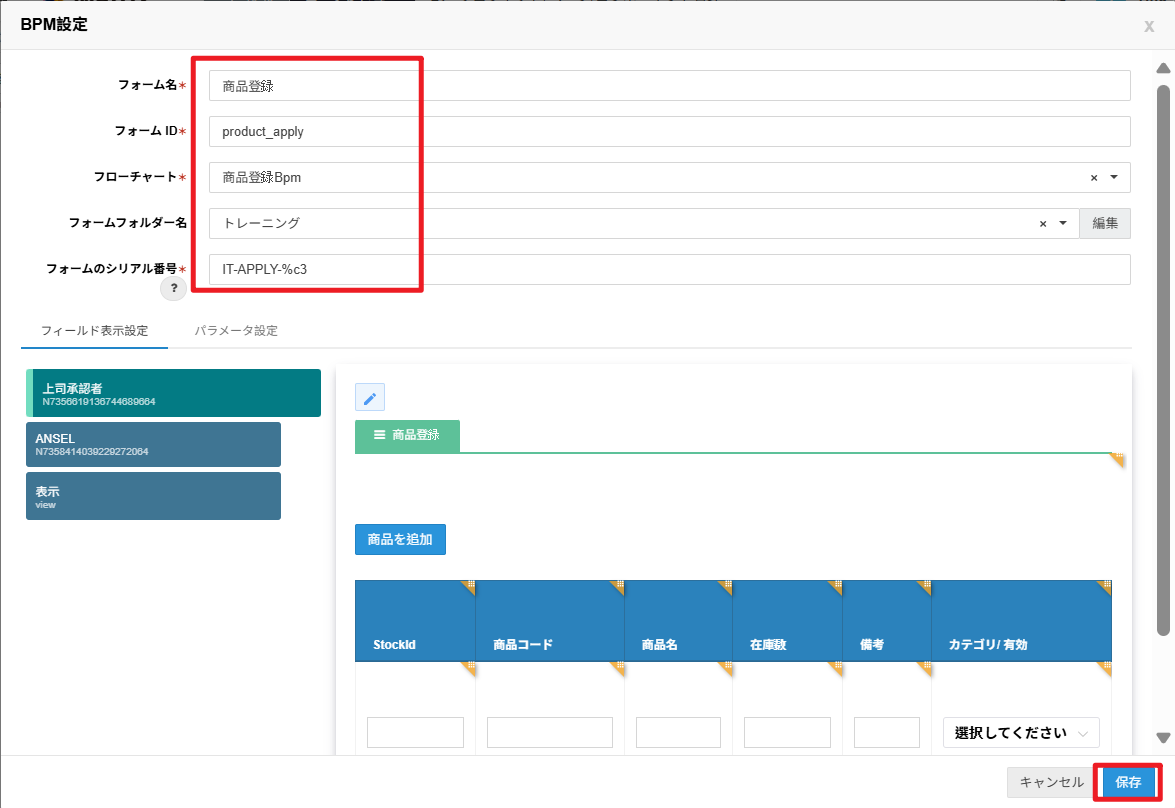 BPM設定
X
フォーム名*
商品登録
フォーム ID*
product_apply
フローチャート*
商品登録Bpm
×
フォームフォルダー名
トレーニング
×
編集
フォームのシリアル番号*
IT-APPLY-%c3
?
フィールド表示設定
パラメータ設定
上司承認者
N7356619136744689664
ANSEL
N7358414039229272064
表示
view
商品登録
商品を追加
StockId
商品コード
商品名
在庫数
備考
カテゴリ/ 有効
選択してください
キャンセル
保存